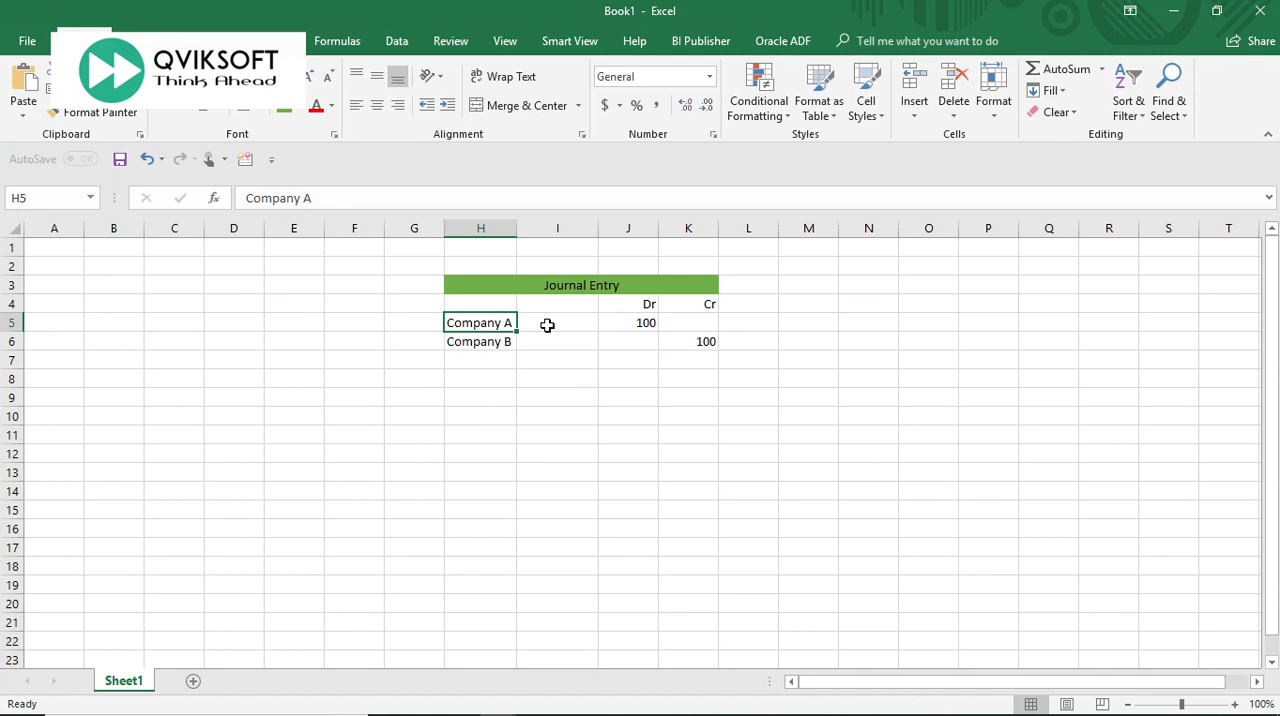 Book1 - Excel
File
Formulas
Data
Review
View
Smart View
Help
BI Publisher
Oracle ADF
Tell me what you want to do
Share
QVIKSOFT
Think Ahead
Paste
Format Painter
Clipboard
Font
Wrap Text
Merge & Center
Alignment
General
$ % ,
Number
Conditional Formatting
Format as Table
Cell Styles
Styles
Insert
Delete
Format
Cells
AutoSum
Fill
Clear
Sort & Filter
Find & Select
Editing
AutoSave Off
H5
fx
Company A
A B C D E F G H I J K L M N O P Q R S T
1
2
3 Journal Entry
4 Dr Cr
5 Company A 100
6 Company B 100
7
8
9
10
11
12
13
14
15
16
17
18
19
20
21
22
23
Sheet1
Ready
100%